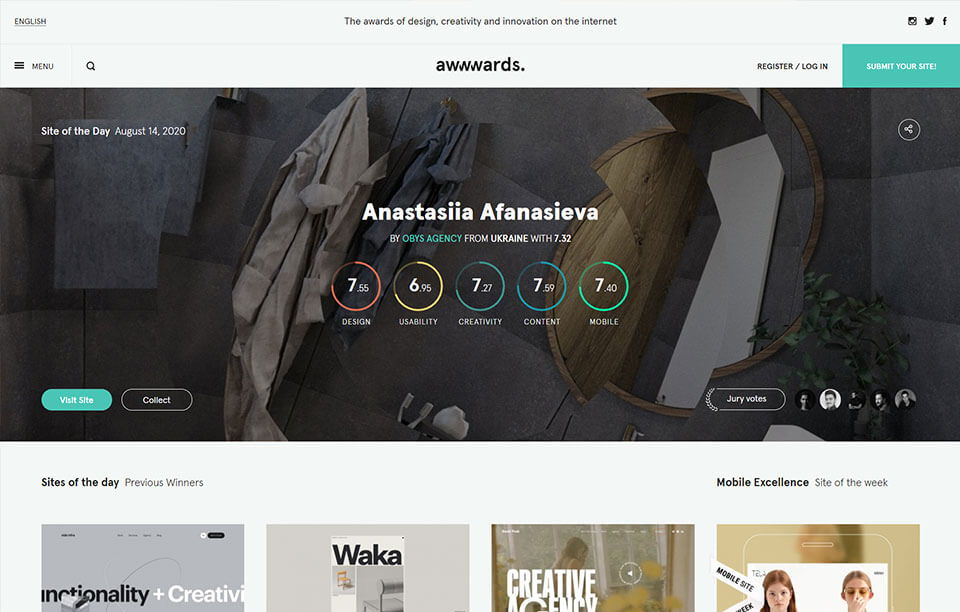 ENGLISH
The awards of design, creativity and innovation on the internet
MENU
awwwards.
REGISTER / LOG IN
SUBMIT YOUR SITE!
Site of the Day August 14, 2020
Anastasiia Afanasieva
BY OBYS AGENCY FROM UKRAINE WITH 7.32
7.55 6.95 7.27 7.59 7.40
DESIGN USABILITY CREATIVITY CONTENT MOBILE
Visit Site
Collect
Jury votes
Sites of the day Previous Winners
Mobile Excellence Site of the week
Waka
MOBILE SITE
WEEK
unctionality + Creativi
CREATIVE
AGENCY